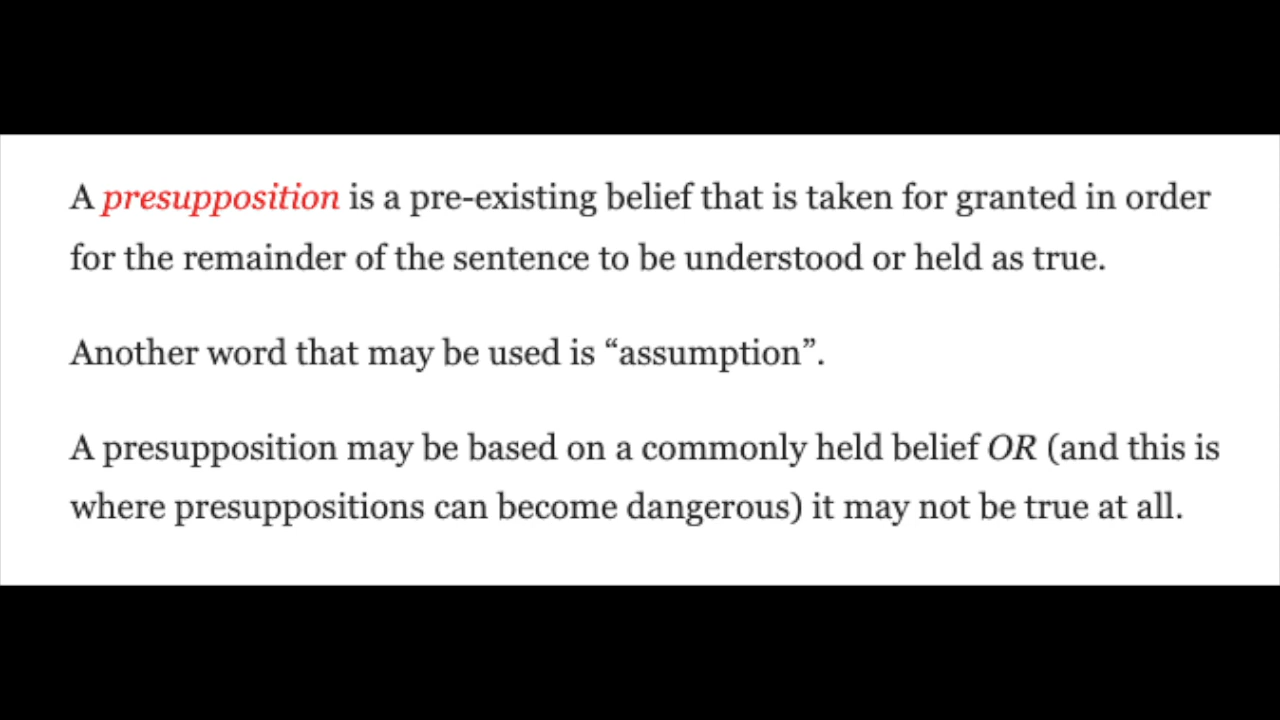 A presupposition is a pre-existing belief that is taken for granted in order
for the remainder of the sentence to be understood or held as true.
Another word that may be used is “assumption”.
A presupposition may be based on a commonly held belief OR (and this is
where presuppositions can become dangerous) it may not be true at all.